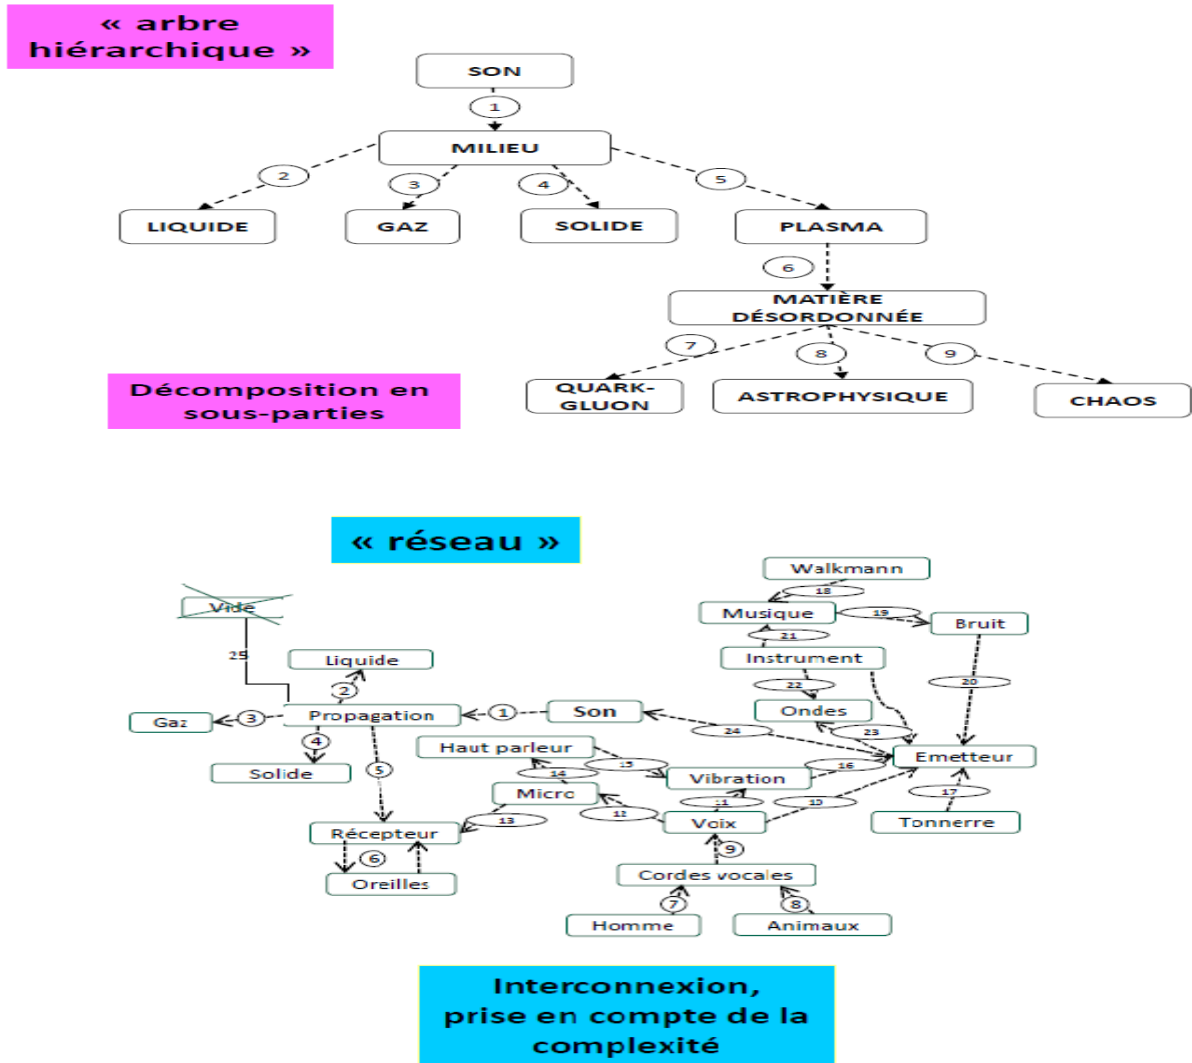 « arbre
hiérarchique »
SON
1
MILIEU
2
3
4
5
LIQUIDE
GAZ
SOLIDE
PLASMA
6
MATIÈRE
DÉSORDONNÉE
7
8
9
QUARK-
GLUON
ASTROPHYSIQUE
CHAOS
Décomposition en
sous-parties
« réseau »
Walkmann
18
Vide
Musique
19
Bruit
21
25
Liquide
Instrument
2
22
20
Gaz
3
Propagation
1
Son
Ondes
24
23
4
Haut parleur
Emetteur
Solide
5
15
16
14
Vibration
Micro
17
11
10
13
12
Récepteur
Voix
Tonnerre
6
9
Oreilles
Cordes vocales
7
8
Homme
Animaux
Interconnexion,
prise en compte de la
complexité